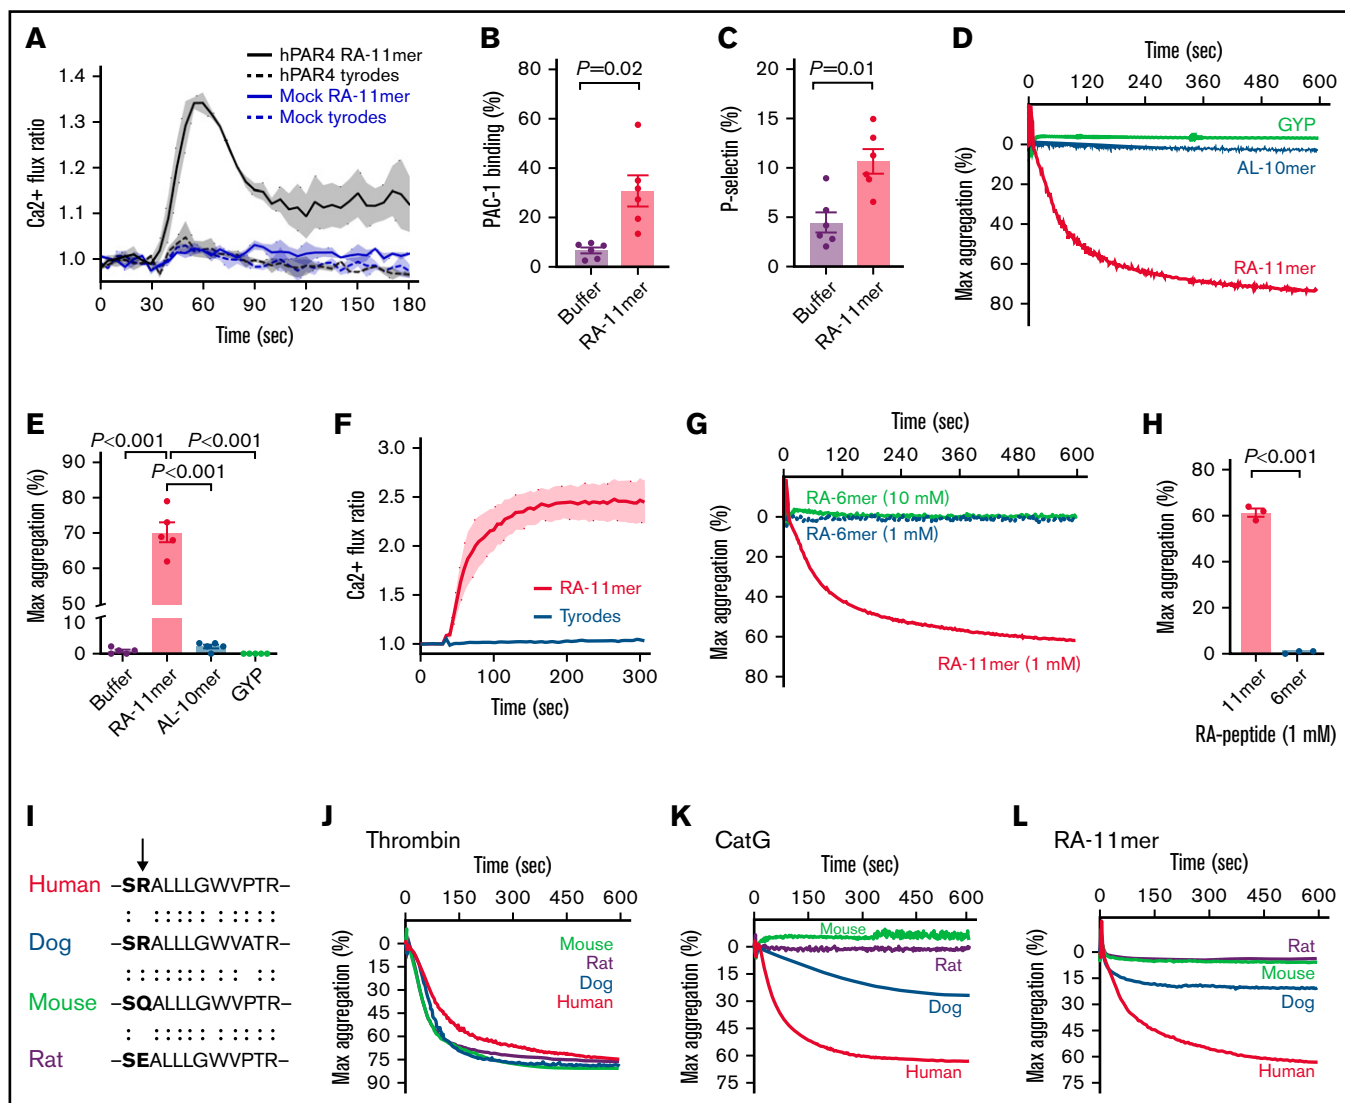 A
hPAR4 RA-11mer
hPAR4 tyrodes
Mock RA-11mer
Mock tyrodes
Ca2+ flux ratio
1.4
1.3
1.2
1.1
1.0
0 30 60 90 120 150 180
Time (sec)
B
P=0.02
PAC-1 binding (%)
80
60
40
20
0
Buffer
RA-11mer
C
P=0.01
P-selectin (%)
20
15
10
5
0
Buffer
RA-11mer
D
Time (sec)
0 120 240 360 480 600
Max aggregation (%)
0
20
40
60
80
GYP
AL-10mer
RA-11mer
E
P<0.001 P<0.001
P<0.001
Max aggregation (%)
90
80
70
60
50
10
0
Buffer
RA-11mer
AL-10mer
GYP
F
Ca2+ flux ratio
3.0
2.5
2.0
1.5
1.0
RA-11mer
Tyrodes
0 100 200 300
Time (sec)
G
Time (sec)
0 120 240 360 480 600
Max aggregation (%)
0
20
40
60
80
RA-6mer (10 mM)
RA-6mer (1 mM)
RA-11mer (1 mM)
H
P<0.001
Max aggregation (%)
80
60
40
20
0
11mer
6mer
RA-peptide (1 mM)
I
Human –SRALLLGWVPTR–
: : : : : : : : : :
Dog –SRALLLGWVATR–
: : : : : : : : :
Mouse –SQALLLGWVPTR–
: : : : : : : : : :
Rat –SEALLLGWVPTR–
J
Thrombin
Time (sec)
0 150 300 450 600
Max aggregation (%)
0
15
30
45
60
75
90
Mouse
Rat
Dog
Human
K
CatG
Time (sec)
0 150 300 450 600
Max aggregation (%)
0
15
30
45
60
75
Mouse
Rat
Dog
Human
L
RA-11mer
Time (sec)
0 150 300 450 600
Max aggregation (%)
0
15
30
45
60
75
Rat
Mouse
Dog
Human